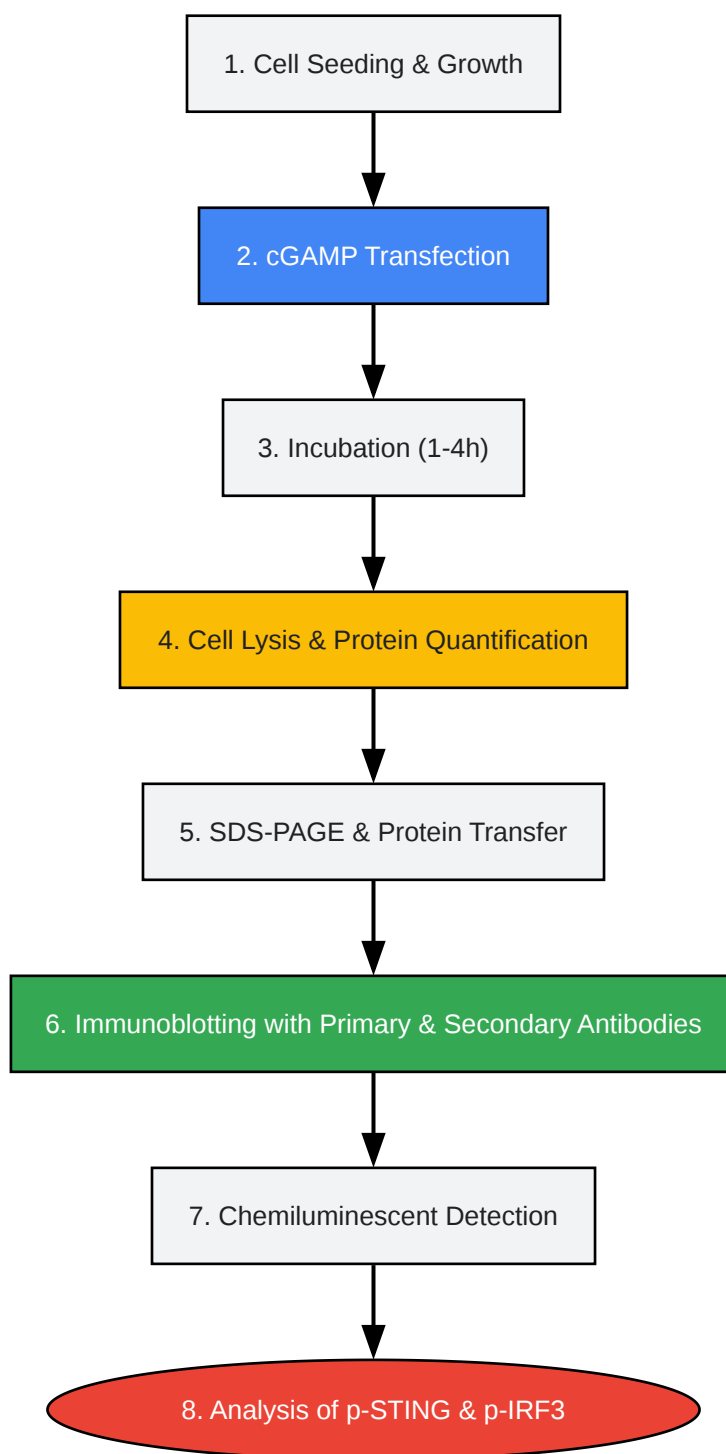 1. Cell Seeding & Growth
2. cGAMP Transfection
3. Incubation (1-4h)
4. Cell Lysis & Protein Quantification
5. SDS-PAGE & Protein Transfer
6. Immunoblotting with Primary & Secondary Antibodies
7. Chemiluminescent Detection
8. Analysis of p-STING & p-IRF3